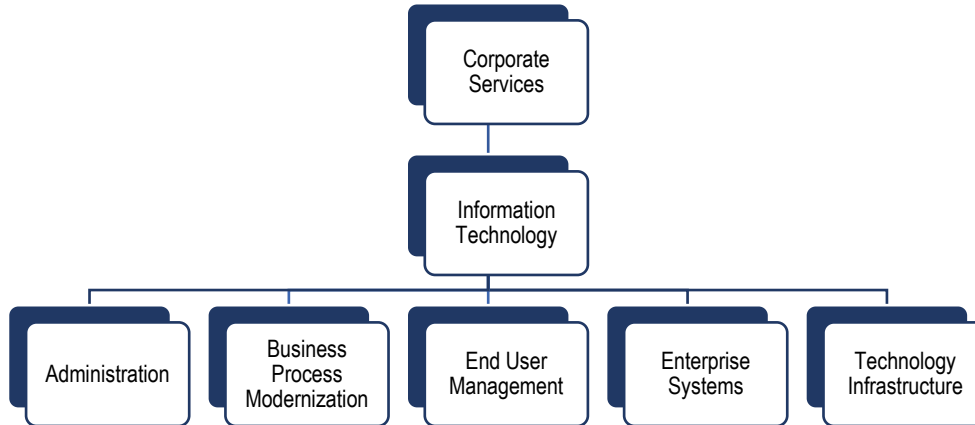 Corporate
Services
Information
Technology
Administration
Business
Process
Modernization
End User
Management
Enterprise
Systems
Technology
Infrastructure